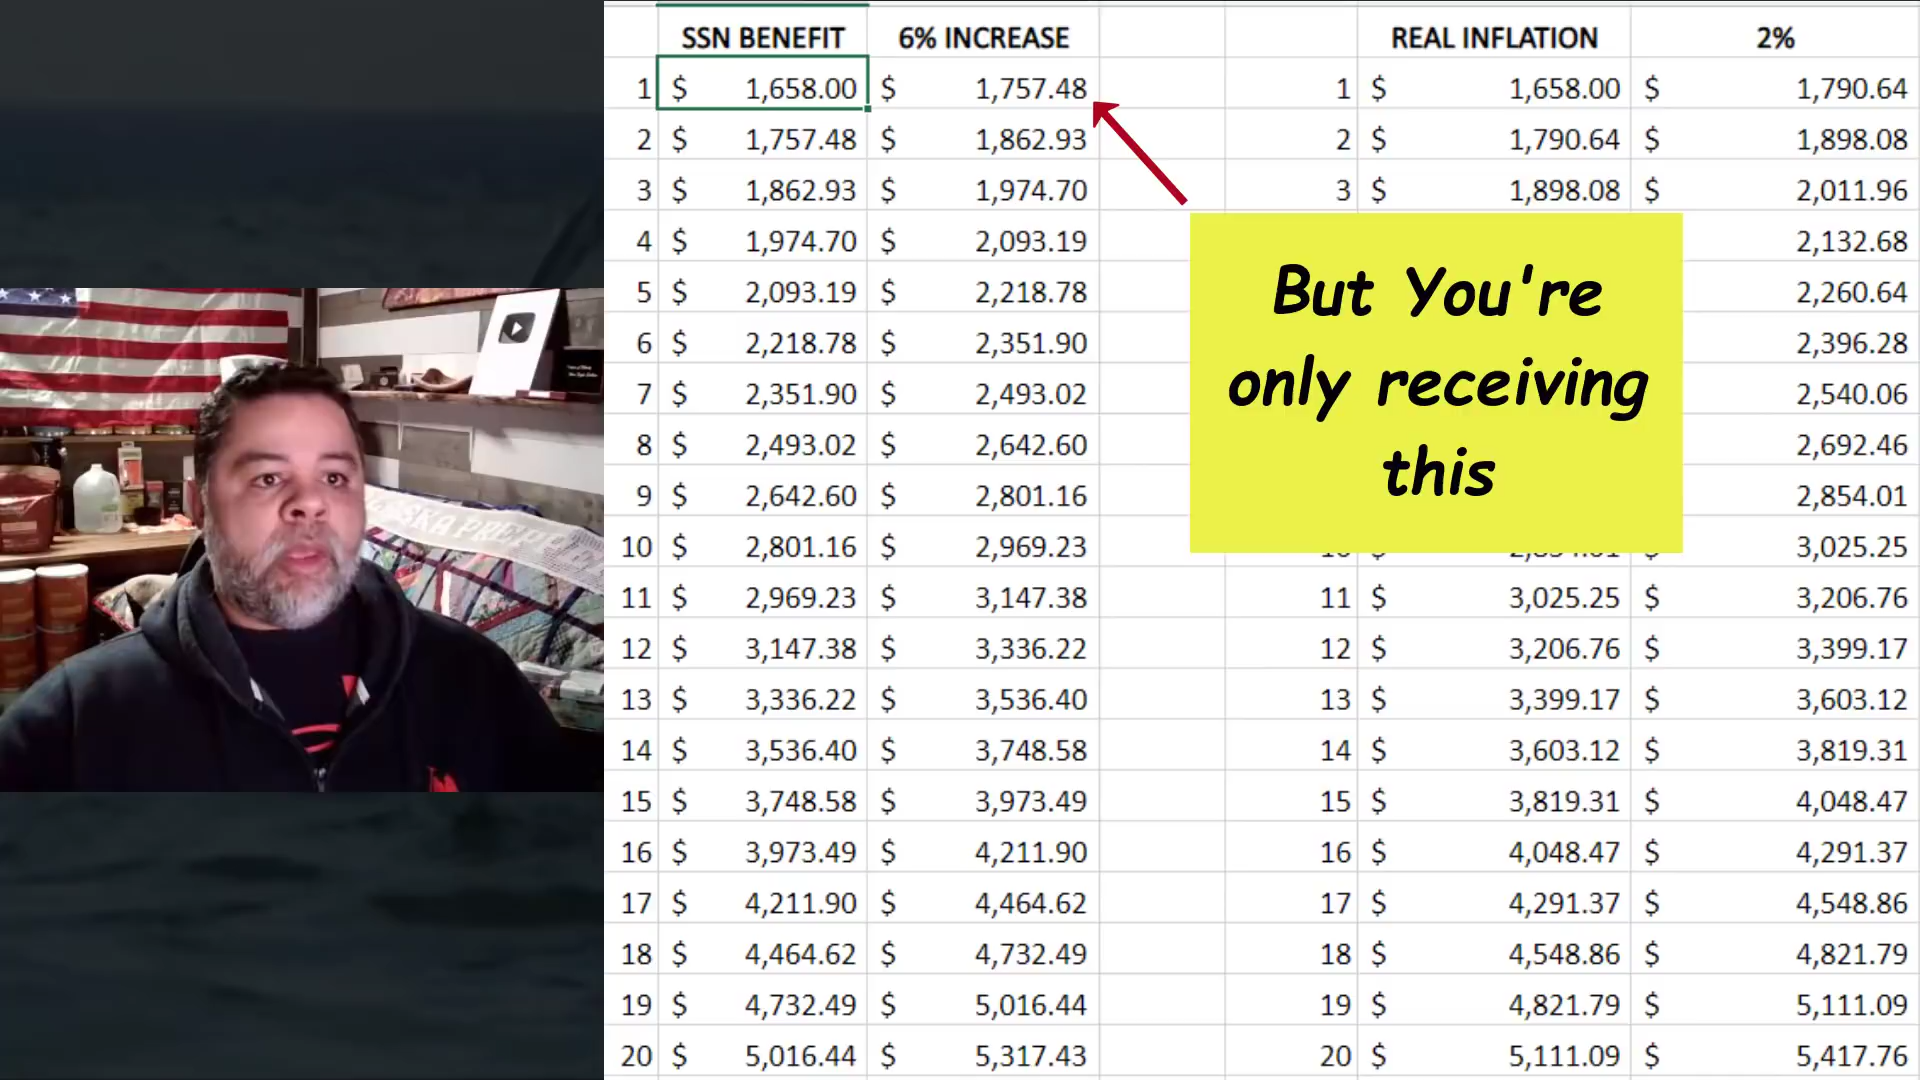 SSN BENEFIT 6% INCREASE REAL INFLATION 2%
1 $ 1,658.00 $ 1,757.48 1 $ 1,658.00 $ 1,790.64
2 $ 1,757.48 $ 1,862.93 2 $ 1,790.64 $ 1,898.08
3 $ 1,862.93 $ 1,974.70 3 $ 1,898.08 $ 2,011.96
4 $ 1,974.70 $ 2,093.19 2,132.68
5 $ 2,093.19 $ 2,218.78 2,260.64
6 $ 2,218.78 $ 2,351.90 2,396.28
7 $ 2,351.90 $ 2,493.02 2,540.06
8 $ 2,493.02 $ 2,642.60 2,692.46
9 $ 2,642.60 $ 2,801.16 2,854.01
10 $ 2,801.16 $ 2,969.23 3,025.25
11 $ 2,969.23 $ 3,147.38 11 $ 3,025.25 $ 3,206.76
12 $ 3,147.38 $ 3,336.22 12 $ 3,206.76 $ 3,399.17
13 $ 3,336.22 $ 3,536.40 13 $ 3,399.17 $ 3,603.12
14 $ 3,536.40 $ 3,748.58 14 $ 3,603.12 $ 3,819.31
15 $ 3,748.58 $ 3,973.49 15 $ 3,819.31 $ 4,048.47
16 $ 3,973.49 $ 4,211.90 16 $ 4,048.47 $ 4,291.37
17 $ 4,211.90 $ 4,464.62 17 $ 4,291.37 $ 4,548.86
18 $ 4,464.62 $ 4,732.49 18 $ 4,548.86 $ 4,821.79
19 $ 4,732.49 $ 5,016.44 19 $ 4,821.79 $ 5,111.09
20 $ 5,016.44 $ 5,317.43 20 $ 5,111.09 $ 5,417.76
But You're
only receiving
this